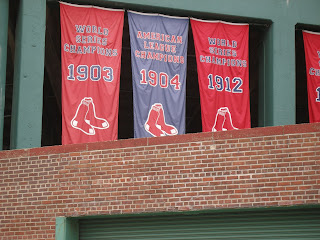 WORLD
SERIES
CHAMPIONS
1903
AMERICAN
LEAGUE
CHAMPIONS
1904
WORLD
SERIES
CHAMPIONS
1912